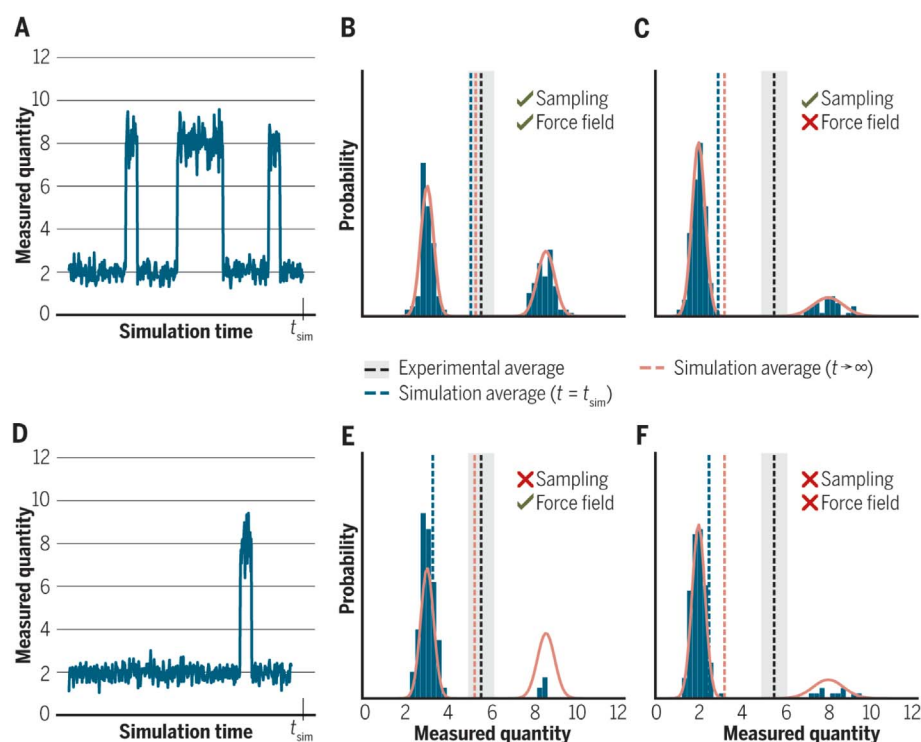 A
12
10
8
6
4
2
0
Measured quantity
Simulation time
t sim
B
Probability
✓ Sampling
✓ Force field
C
✓ Sampling
✗ Force field
Experimental average
Simulation average (t = t sim)
Simulation average (t → ∞)
D
12
10
8
6
4
2
0
Measured quantity
Simulation time
t sim
E
Probability
✗ Sampling
✓ Force field
0 2 4 6 8 10 12
Measured quantity
F
✗ Sampling
✗ Force field
0 2 4 6 8 10 12
Measured quantity